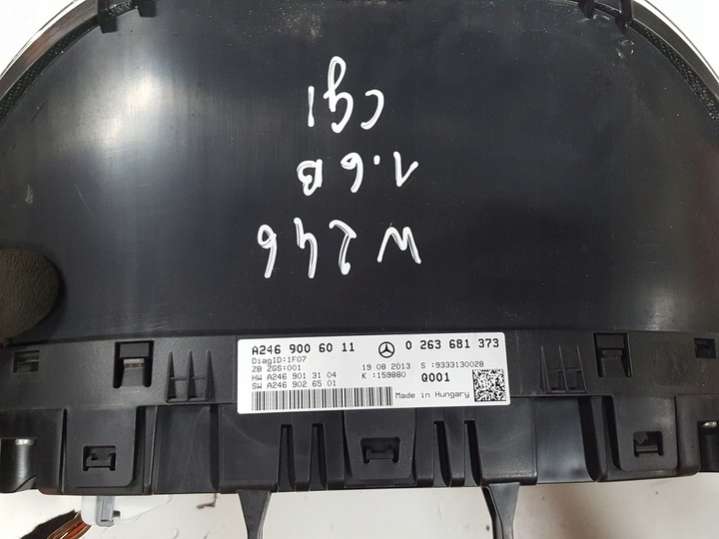 W246
1.6B
cgi
A246 900 60 11 0 263 681 373
DiagID:1F07
ZB ZGS:001 19 08 2013 S :9333130028
HW A246 901 31 04 K :159880 Q001
SW A246 902 65 01
Made in Hungary